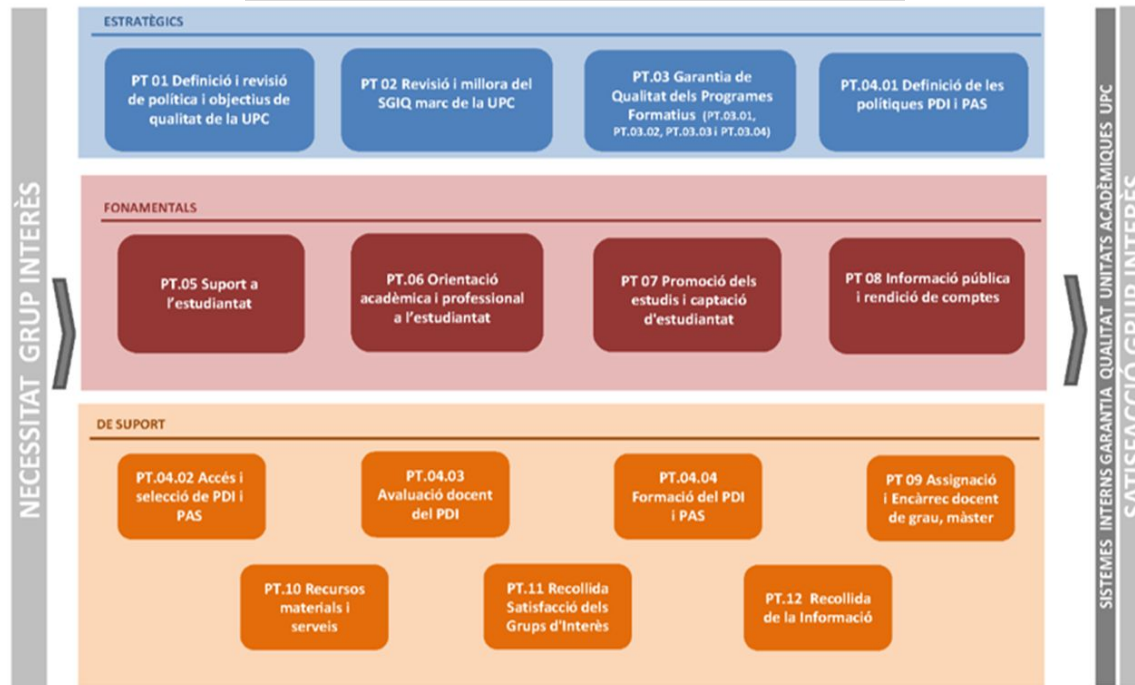 NECESSITAT GRUP INTERÈS
ESTRATÈGICS
PT 01 Definició i revisió
de política i objectius de
qualitat de la UPC
PT 02 Revisió i millora del
SGIQ marc de la UPC
PT.03 Garantia de
Qualitat dels Programes
Formatius (PT.03.01,
PT.03.02, PT.03.03 i PT.03.04)
PT.04.01 Definició de les
polítiques PDI i PAS
FONAMENTALS
PT.05 Suport a
l'estudiantat
PT.06 Orientació
acadèmica i professional
a l'estudiantat
PT 07 Promoció dels
estudis i captació
d'estudiantat
PT 08 Informació pública
i rendició de comptes
DE SUPORT
PT.04.02 Accés i
selecció de PDI i
PAS
PT.04.03
Avaluació docent
del PDI
PT.04.04
Formació del PDI
i PAS
PT 09 Assignació
i Encàrrec docent
de grau, màster
PT.10 Recursos
materials i
serveis
PT.11 Recollida
Satisfacció dels
Grups d'Interès
PT.12 Recollida
de la Informació
SISTEMES INTERNS GARANTIA QUALITAT UNITATS ACADÈMIQUES UPC
SATISFACCIÓ GRUP INTERÈS